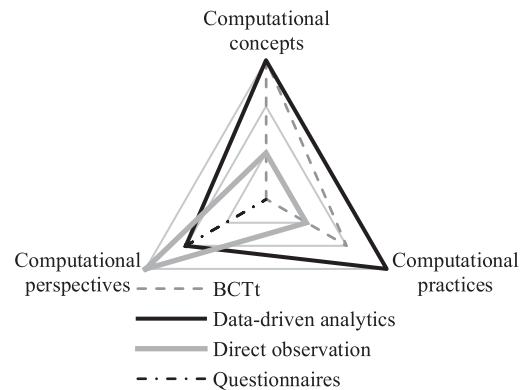 Computational
concepts
Computational
perspectives
Computational
practices
BCTt
Data-driven analytics
Direct observation
Questionnaires